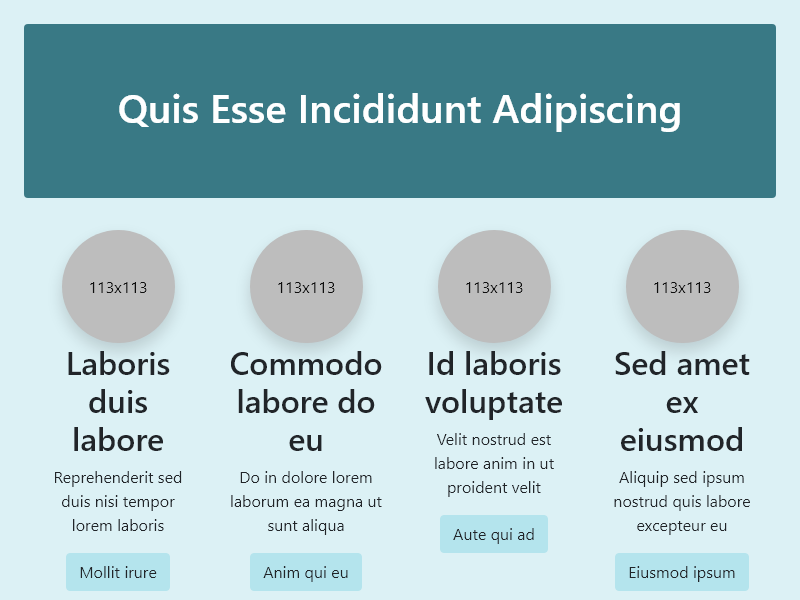 Quis Esse Incididunt Adipiscing
113x113
Laboris
duis
labore
Reprehenderit sed
duis nisi tempor
lorem laboris
Mollit irure
113x113
Commodo
labore do
eu
Do in dolore lorem
laborum ea magna ut
sunt aliqua
Anim qui eu
113x113
Id laboris
voluptate
Velit nostrud est
labore anim in ut
proident velit
Aute qui ad
113x113
Sed amet
ex
eiusmod
Aliquip sed ipsum
nostrud quis labore
excepteur eu
Eiusmod ipsum